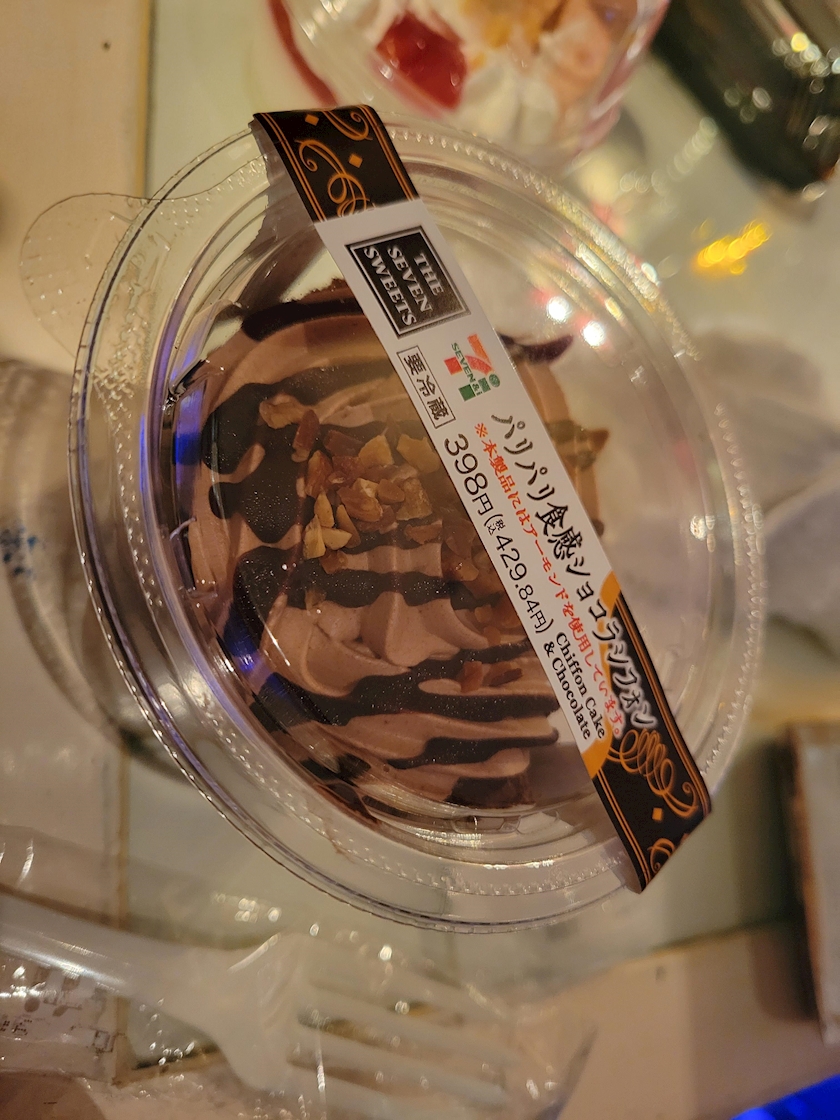 THE
SEVEN
SWEETS
SEVEN&i
要冷蔵
パリパリ食感ショコラシフォン
※本製品にはアーモンドを使用しています。
398円(税込429.84円)
Chiffon Cake
& Chocolate